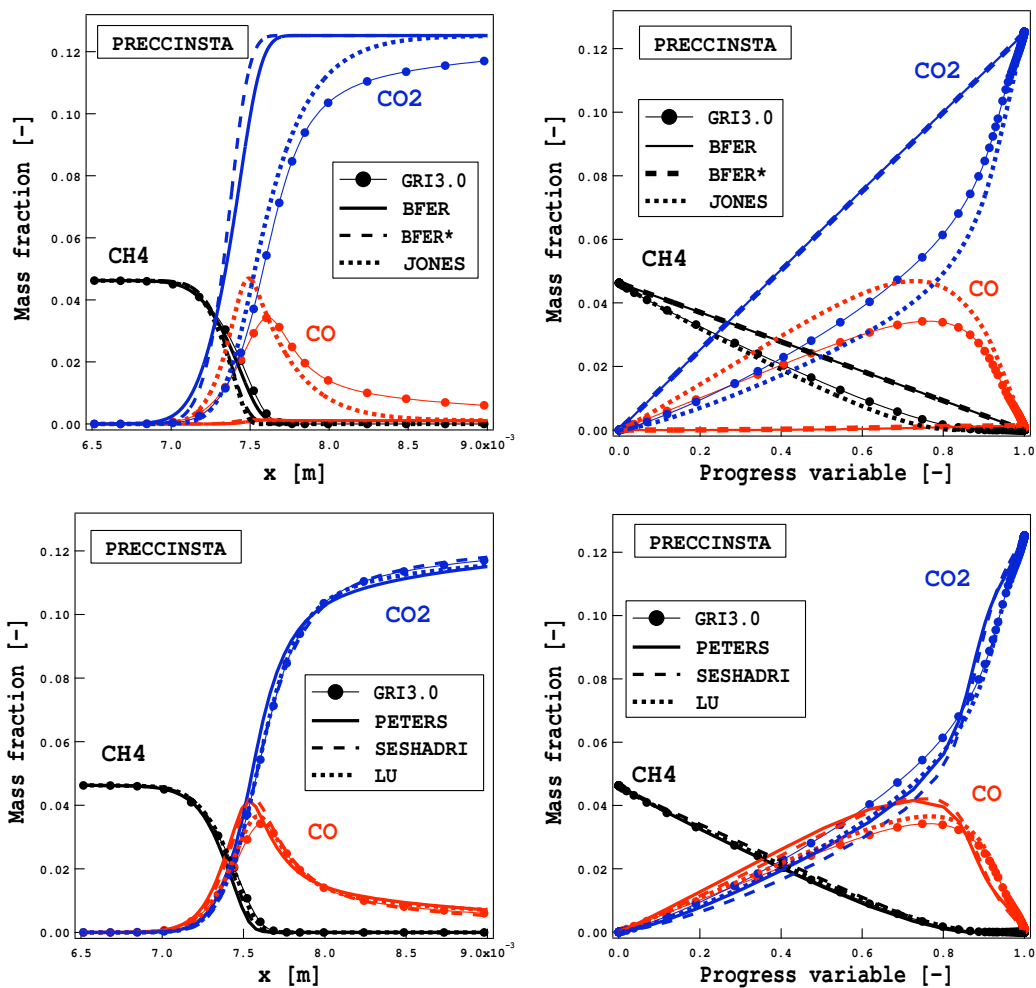 PRECCINSTA
CO2
GRI3.0
BFER
BFER*
JONES
CH4
CO
Mass fraction [-]
0.12
0.10
0.08
0.06
0.04
0.02
0.00
6.5
7.0
7.5
8.0
8.5
9.0x10
-3
x [m]
PRECCINSTA
CO2
GRI3.0
BFER
BFER*
JONES
CH4
CO
Mass fraction [-]
0.12
0.10
0.08
0.06
0.04
0.02
0.00
0.0
0.2
0.4
0.6
0.8
1.0
Progress variable [-]
PRECCINSTA
CO2
GRI3.0
PETERS
SESHADRI
LU
CH4
CO
Mass fraction [-]
0.12
0.10
0.08
0.06
0.04
0.02
0.00
6.5
7.0
7.5
8.0
8.5
9.0x10
-3
x [m]
PRECCINSTA
CO2
GRI3.0
PETERS
SESHADRI
LU
CH4
CO
Mass fraction [-]
0.12
0.10
0.08
0.06
0.04
0.02
0.00
0.0
0.2
0.4
0.6
0.8
1.0
Progress variable [-]